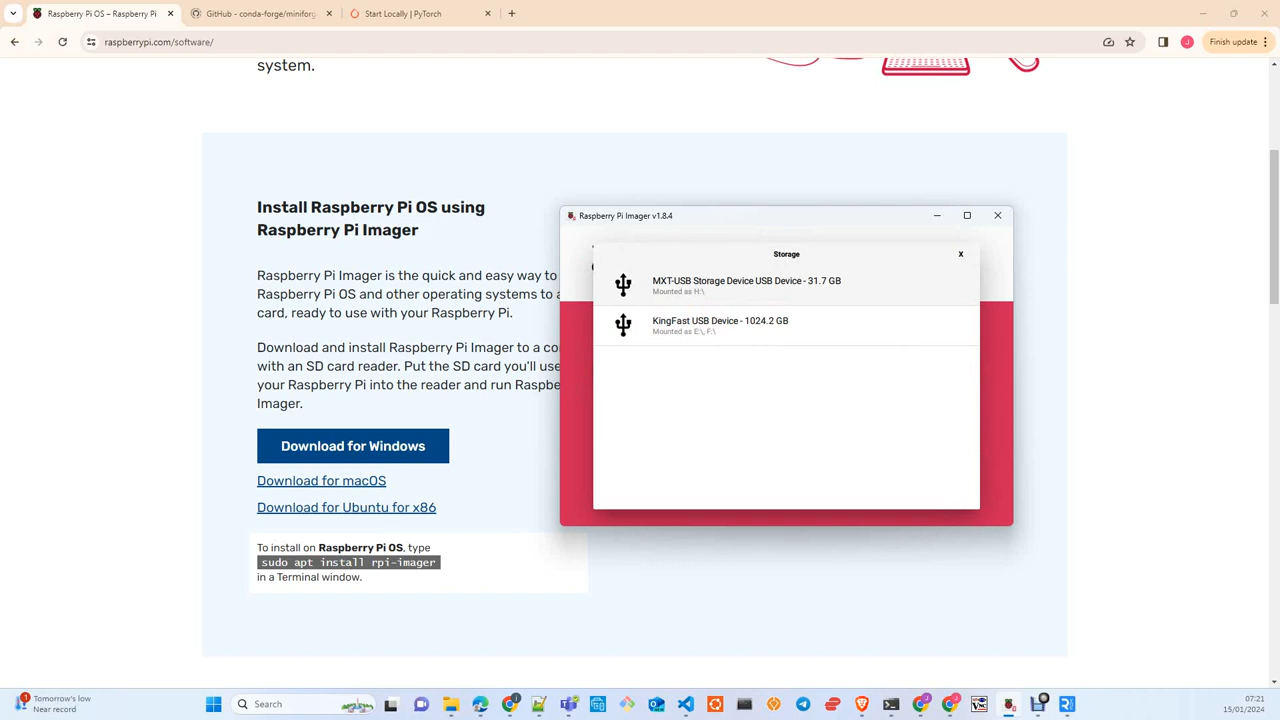 Raspberry Pi OS – Raspberry Pi
GitHub - conda-forge/miniforg
Start Locally | PyTorch
raspberrypi.com/software/
Finish update
system.
Install Raspberry Pi OS using
Raspberry Pi Imager
Raspberry Pi Imager is the quick and easy way to
Raspberry Pi OS and other operating systems to a
card, ready to use with your Raspberry Pi.
Download and install Raspberry Pi Imager to a co
with an SD card reader. Put the SD card you'll use
your Raspberry Pi into the reader and run Raspbe
Imager.
Download for Windows
Download for macOS
Download for Ubuntu for x86
To install on Raspberry Pi OS, type
sudo apt install rpi-imager
in a Terminal window.
Raspberry Pi Imager v1.8.4
Storage
X
MXT-USB Storage Device USB Device - 31.7 GB
Mounted as H:\
KingFast USB Device - 1024.2 GB
Mounted as E:\, F:\
1
Tomorrow's low
Near record
Search
07:21
15/01/2024